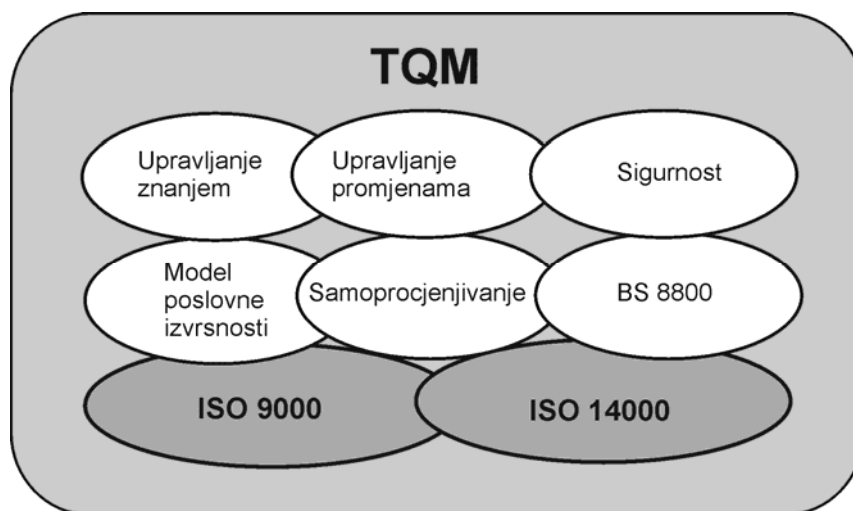 TQM
Upravljanje
znanjem
Upravljanje
promjenama
Sigurnost
Model
poslovne
izvrsnosti
Samoprocjenjivanje
BS 8800
ISO 9000
ISO 14000